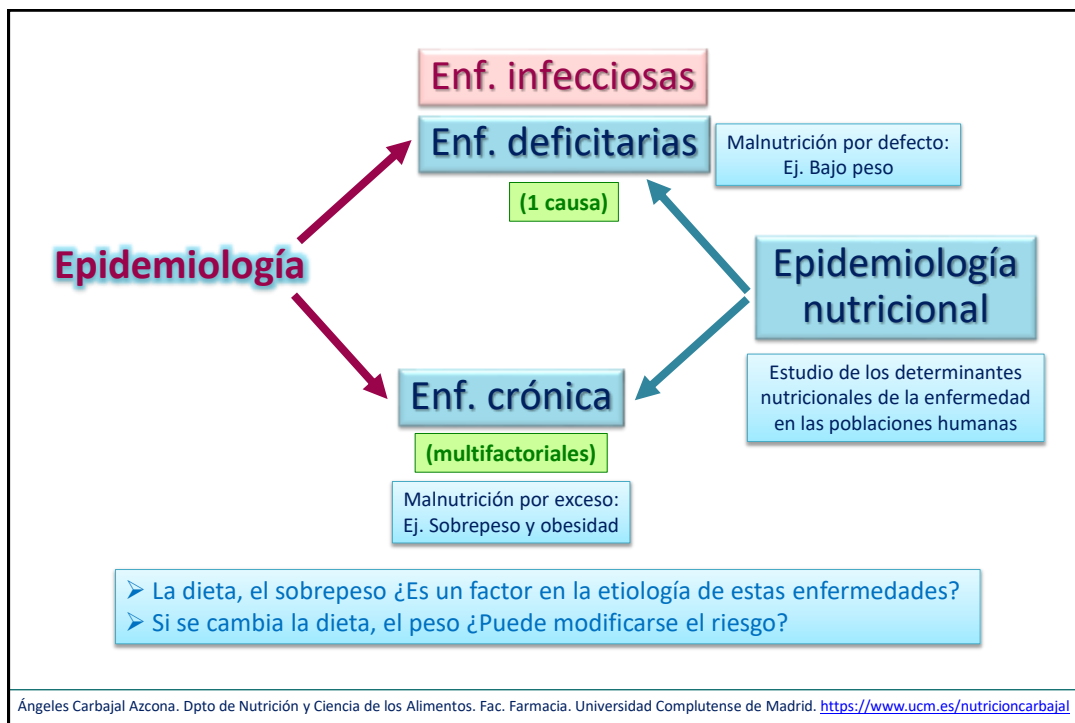 Enf. infecciosas
Enf. deficitarias
Malnutrición por defecto:
Ej. Bajo peso
(1 causa)
Epidemiología
Epidemiología
nutricional
Estudio de los determinantes
nutricionales de la enfermedad
en las poblaciones humanas
Enf. crónica
(multifactoriales)
Malnutrición por exceso:
Ej. Sobrepeso y obesidad
➢ La dieta, el sobrepeso ¿Es un factor en la etiología de estas enfermedades?
➢ Si se cambia la dieta, el peso ¿Puede modificarse el riesgo?
Ángeles Carbajal Azcona. Dpto de Nutrición y Ciencia de los Alimentos. Fac. Farmacia. Universidad Complutense de Madrid. https://www.ucm.es/nutricioncarbajal